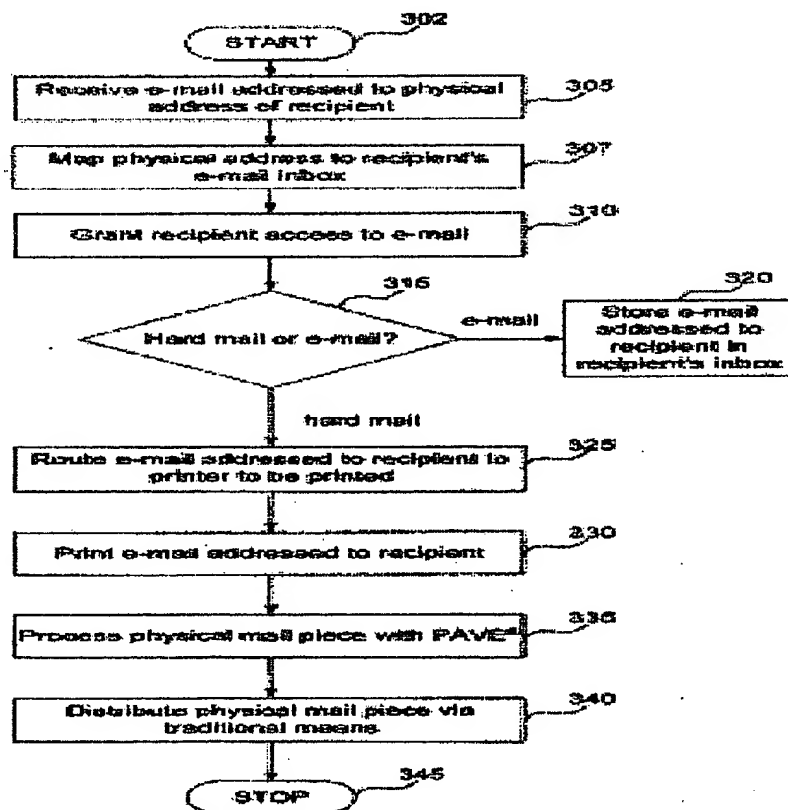 302
START
Receive e-mail addressed to physical
address of recipient
305
Map physical address to recipient's
e-mail inbox
307
Grant recipient access to e-mail
310
315
Hard mail or e-mail?
e-mail
320
Store e-mail
addressed to
recipient in
recipient's inbox
hard mail
Route e-mail addressed to recipient to
printer to be printed
325
Print e-mail addressed to recipient
330
Process physical mail piece with PAVE
335
Distribute physical mail piece via
traditional means
340
STOP
345